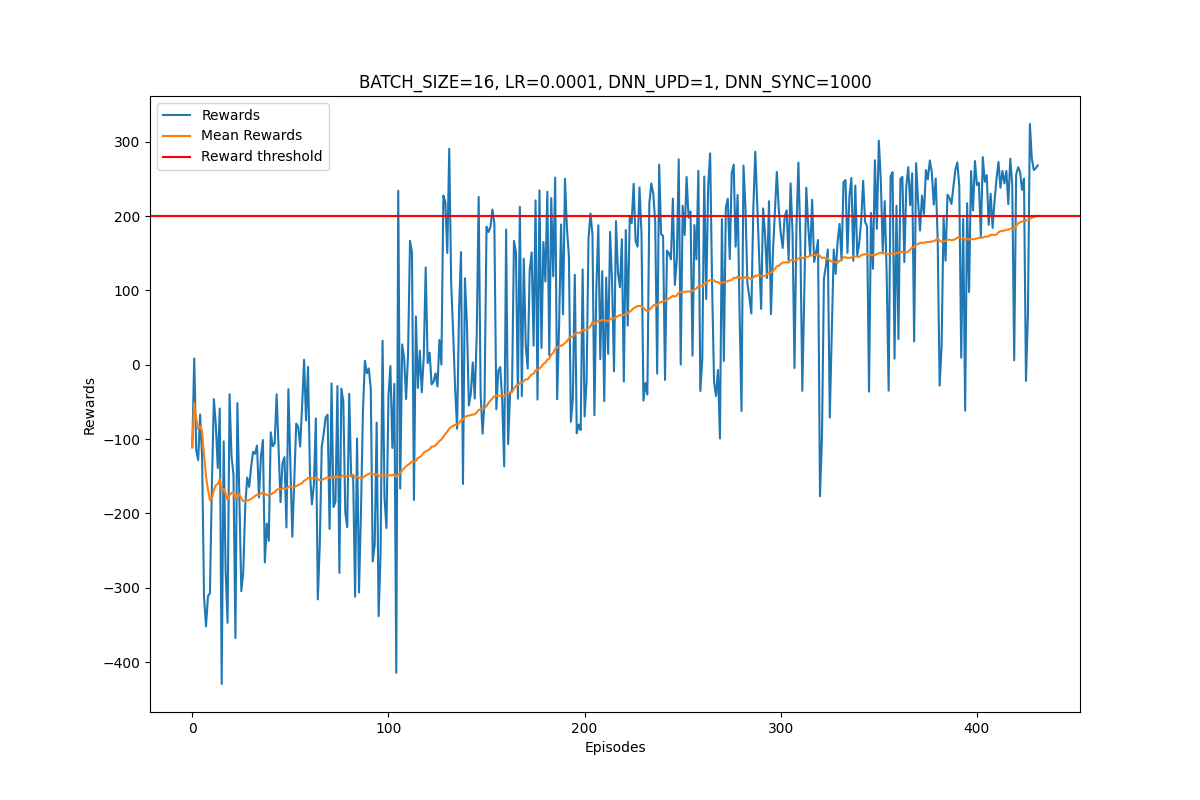 BATCH_SIZE=16, LR=0.0001, DNN_UPD=1, DNN_SYNC=1000
Rewards
Mean Rewards
Reward threshold
300
200
100
0
−100
−200
−300
−400
Rewards
0 100 200 300 400
Episodes